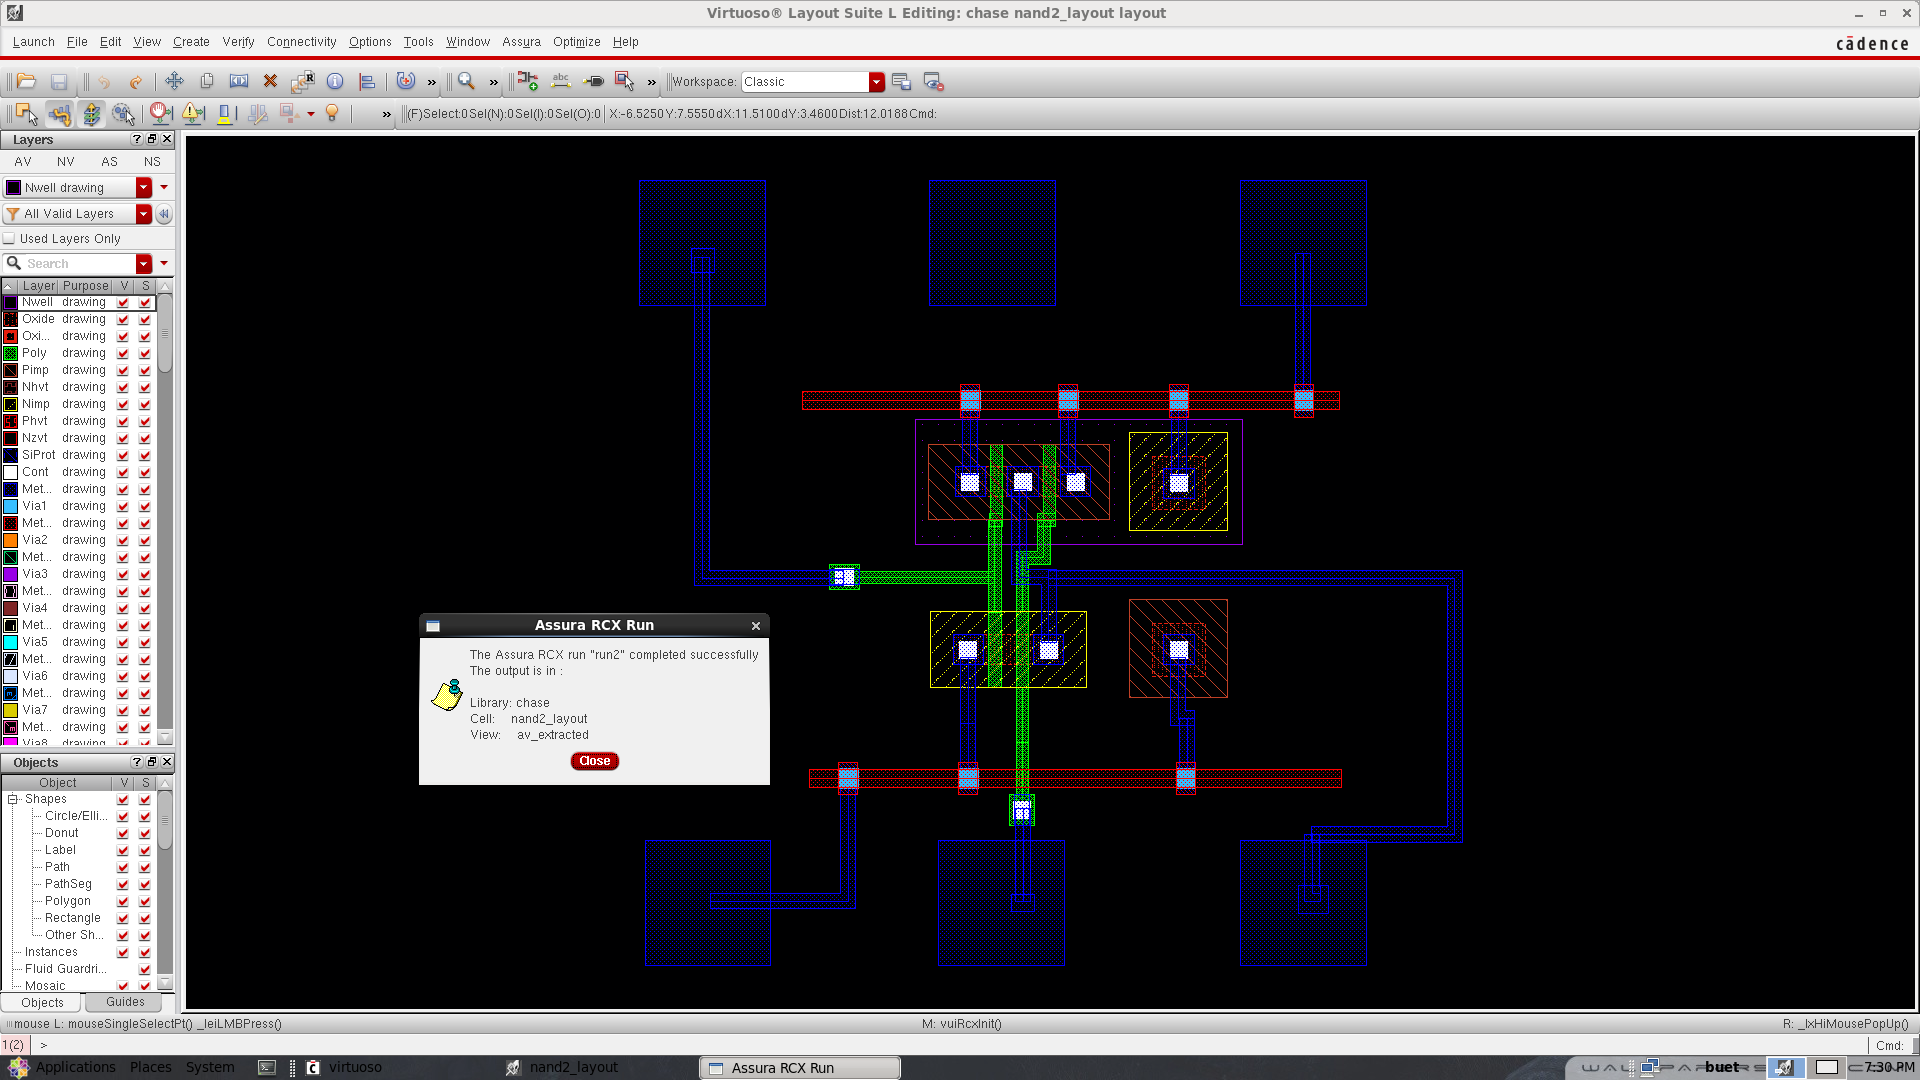 Virtuoso® Layout Suite L Editing: chase nand2_layout layout
Launch File Edit View Create Verify Connectivity Options Tools Window Assura Optimize Help
cādence
Workspace: Classic
(F)Select:0 Sel(N):0 Sel(I):0 Sel(O):0 X:-6.5250 Y:7.5550 dX:11.5100 dY:3.4600 Dist:12.0188 Cmd:
Layers
AV NV AS NS
Nwell drawing
All Valid Layers
Used Layers Only
Search
Layer Purpose V S
Nwell drawing
Oxide drawing
Oxi... drawing
Poly drawing
Pimp drawing
Nhvt drawing
Nimp drawing
Phvt drawing
Nzvt drawing
SiProt drawing
Cont drawing
Met... drawing
Via1 drawing
Met... drawing
Via2 drawing
Met... drawing
Via3 drawing
Met... drawing
Via4 drawing
Met... drawing
Via5 drawing
Met... drawing
Via6 drawing
Met... drawing
Via7 drawing
Met... drawing
Via8 drawing
Objects
Object V S
Shapes
Circle/Elli...
Donut
Label
Path
PathSeg
Polygon
Rectangle
Other Sh...
Instances
Fluid Guardri...
Mosaic
Objects Guides
Assura RCX Run
The Assura RCX run "run2" completed successfully
The output is in :
Library: chase
Cell: nand2_layout
View: av_extracted
Close
mouse L: mouseSingleSelectPt() _leiLMBPress()
M: vuiRcxInit()
R: _lxHiMousePopUp()
1(2) >
Cmd:
Applications Places System
virtuoso
nand2_layout
Assura RCX Run
buet
7:30 PM